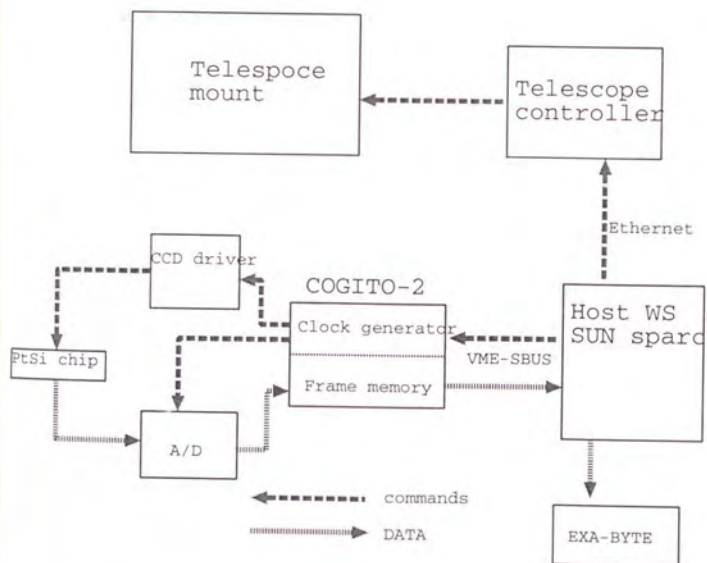 Telespoce
mount
Telescope
controller
Ethernet
CCD driver
COGITO-2
Clock generator
Host WS
SUN sparc
VME-SBUS
PtSi chip
Frame memory
A/D
commands
DATA
EXA-BYTE